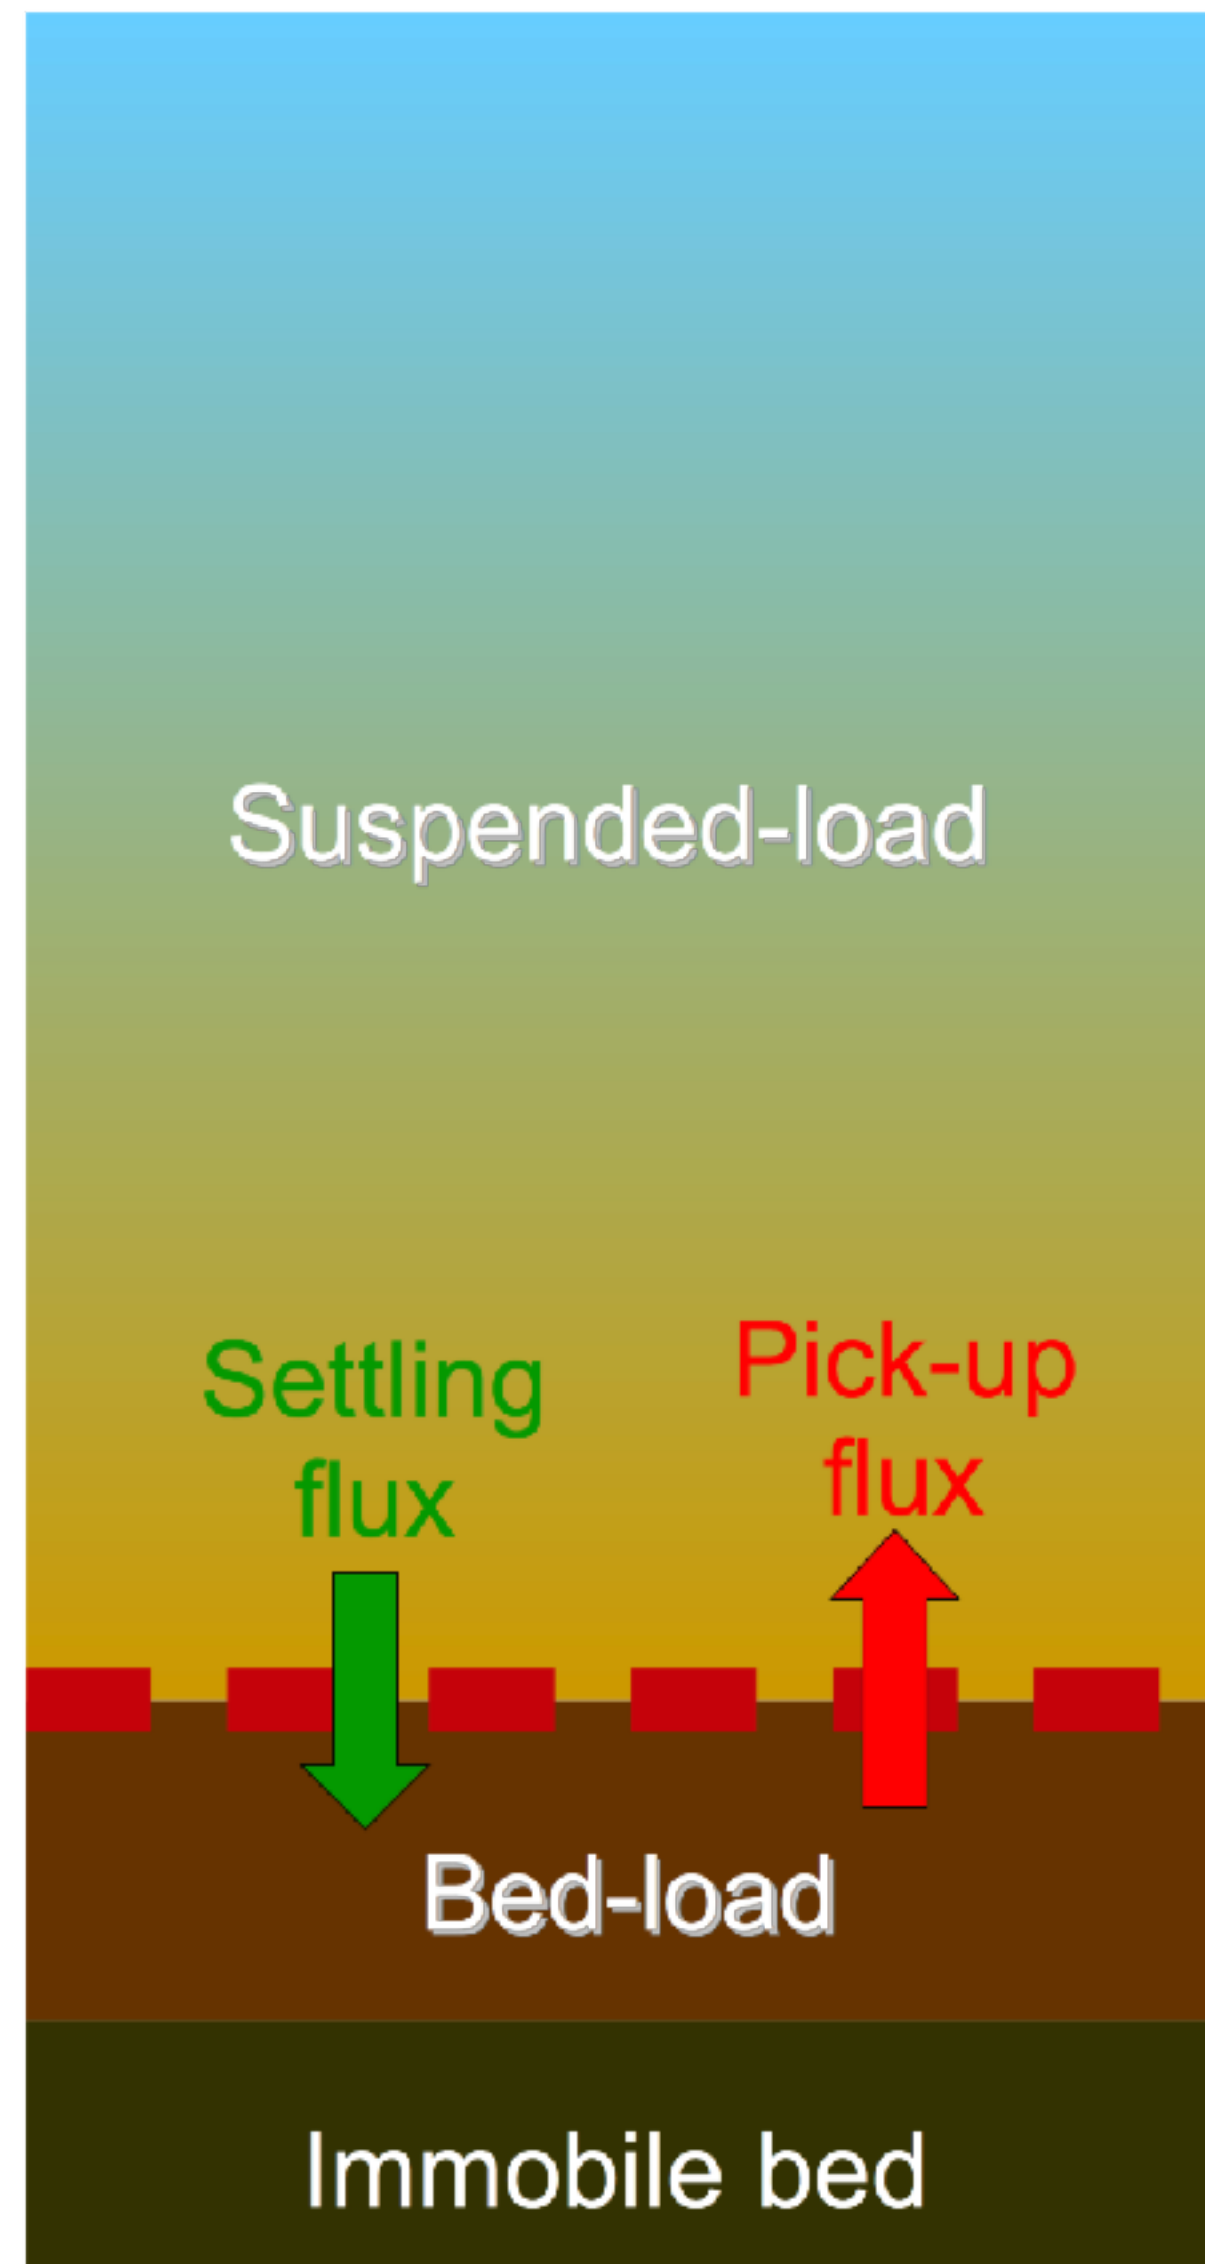 Suspended-load
Settling
flux
Pick-up
flux
Bed-load
Immobile bed